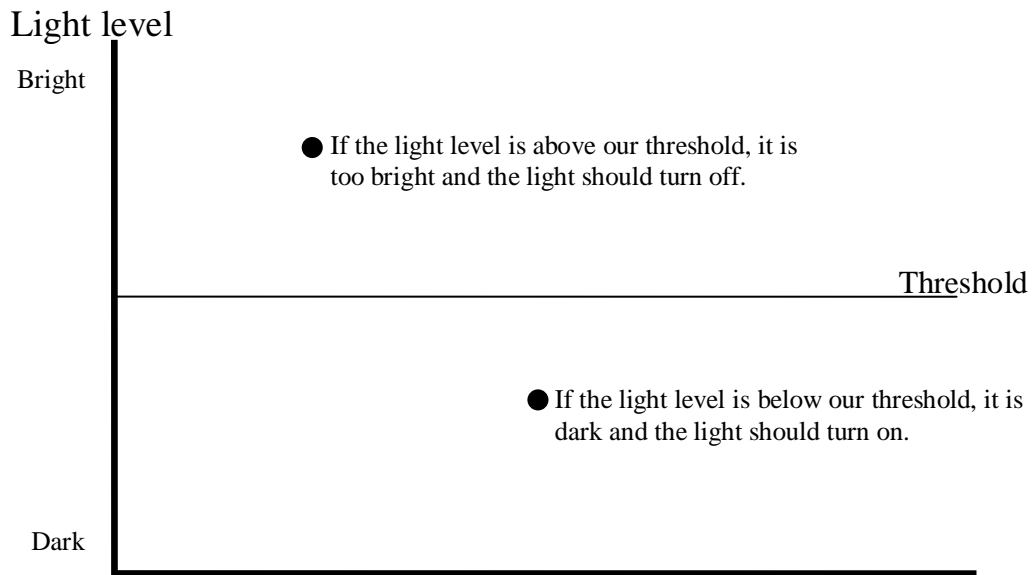 Light level
Bright
If the light level is above our threshold, it is
too bright and the light should turn off.
Threshold
If the light level is below our threshold, it is
dark and the light should turn on.
Dark